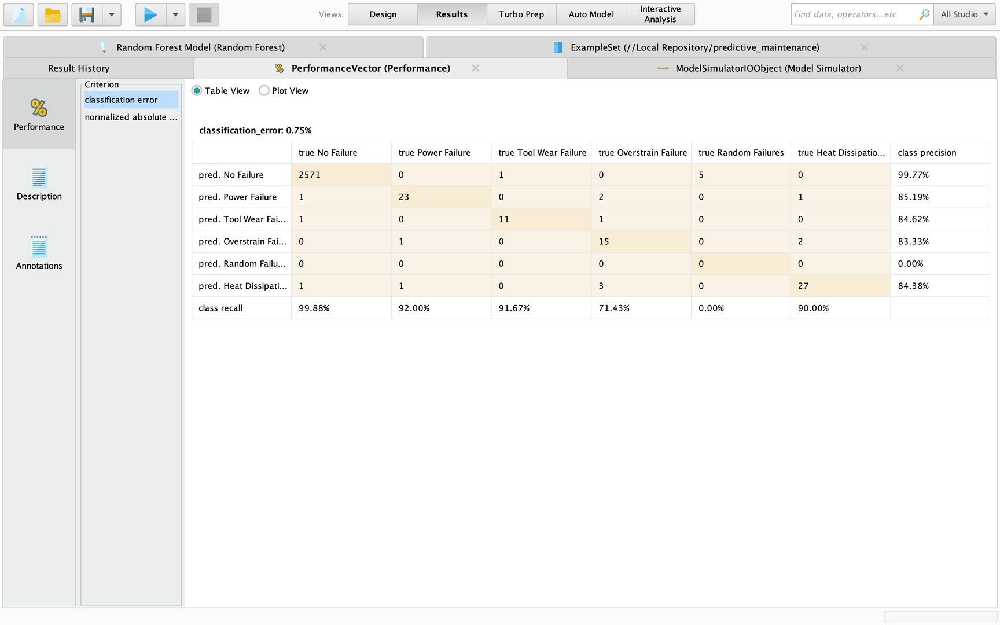 Views: Design Results Turbo Prep Auto Model Interactive Analysis Find data, operators...etc All Studio
Random Forest Model (Random Forest) ExampleSet (//Local Repository/predictive_maintenance)
Result History PerformanceVector (Performance) ModelSimulatorIOObject (Model Simulator)
Performance
Description
Annotations
Criterion
classification error
normalized absolute ...
Table View Plot View
classification_error: 0.75%
true No Failure true Power Failure true Tool Wear Failure true Overstrain Failure true Random Failures true Heat Dissipatio... class precision
pred. No Failure 2571 0 1 0 5 0 99.77%
pred. Power Failure 1 23 0 2 0 1 85.19%
pred. Tool Wear Fai... 1 0 11 1 0 0 84.62%
pred. Overstrain Fai... 0 1 0 15 0 2 83.33%
pred. Random Failu... 0 0 0 0 0 0 0.00%
pred. Heat Dissipati... 1 1 0 3 0 27 84.38%
class recall 99.88% 92.00% 91.67% 71.43% 0.00% 90.00%